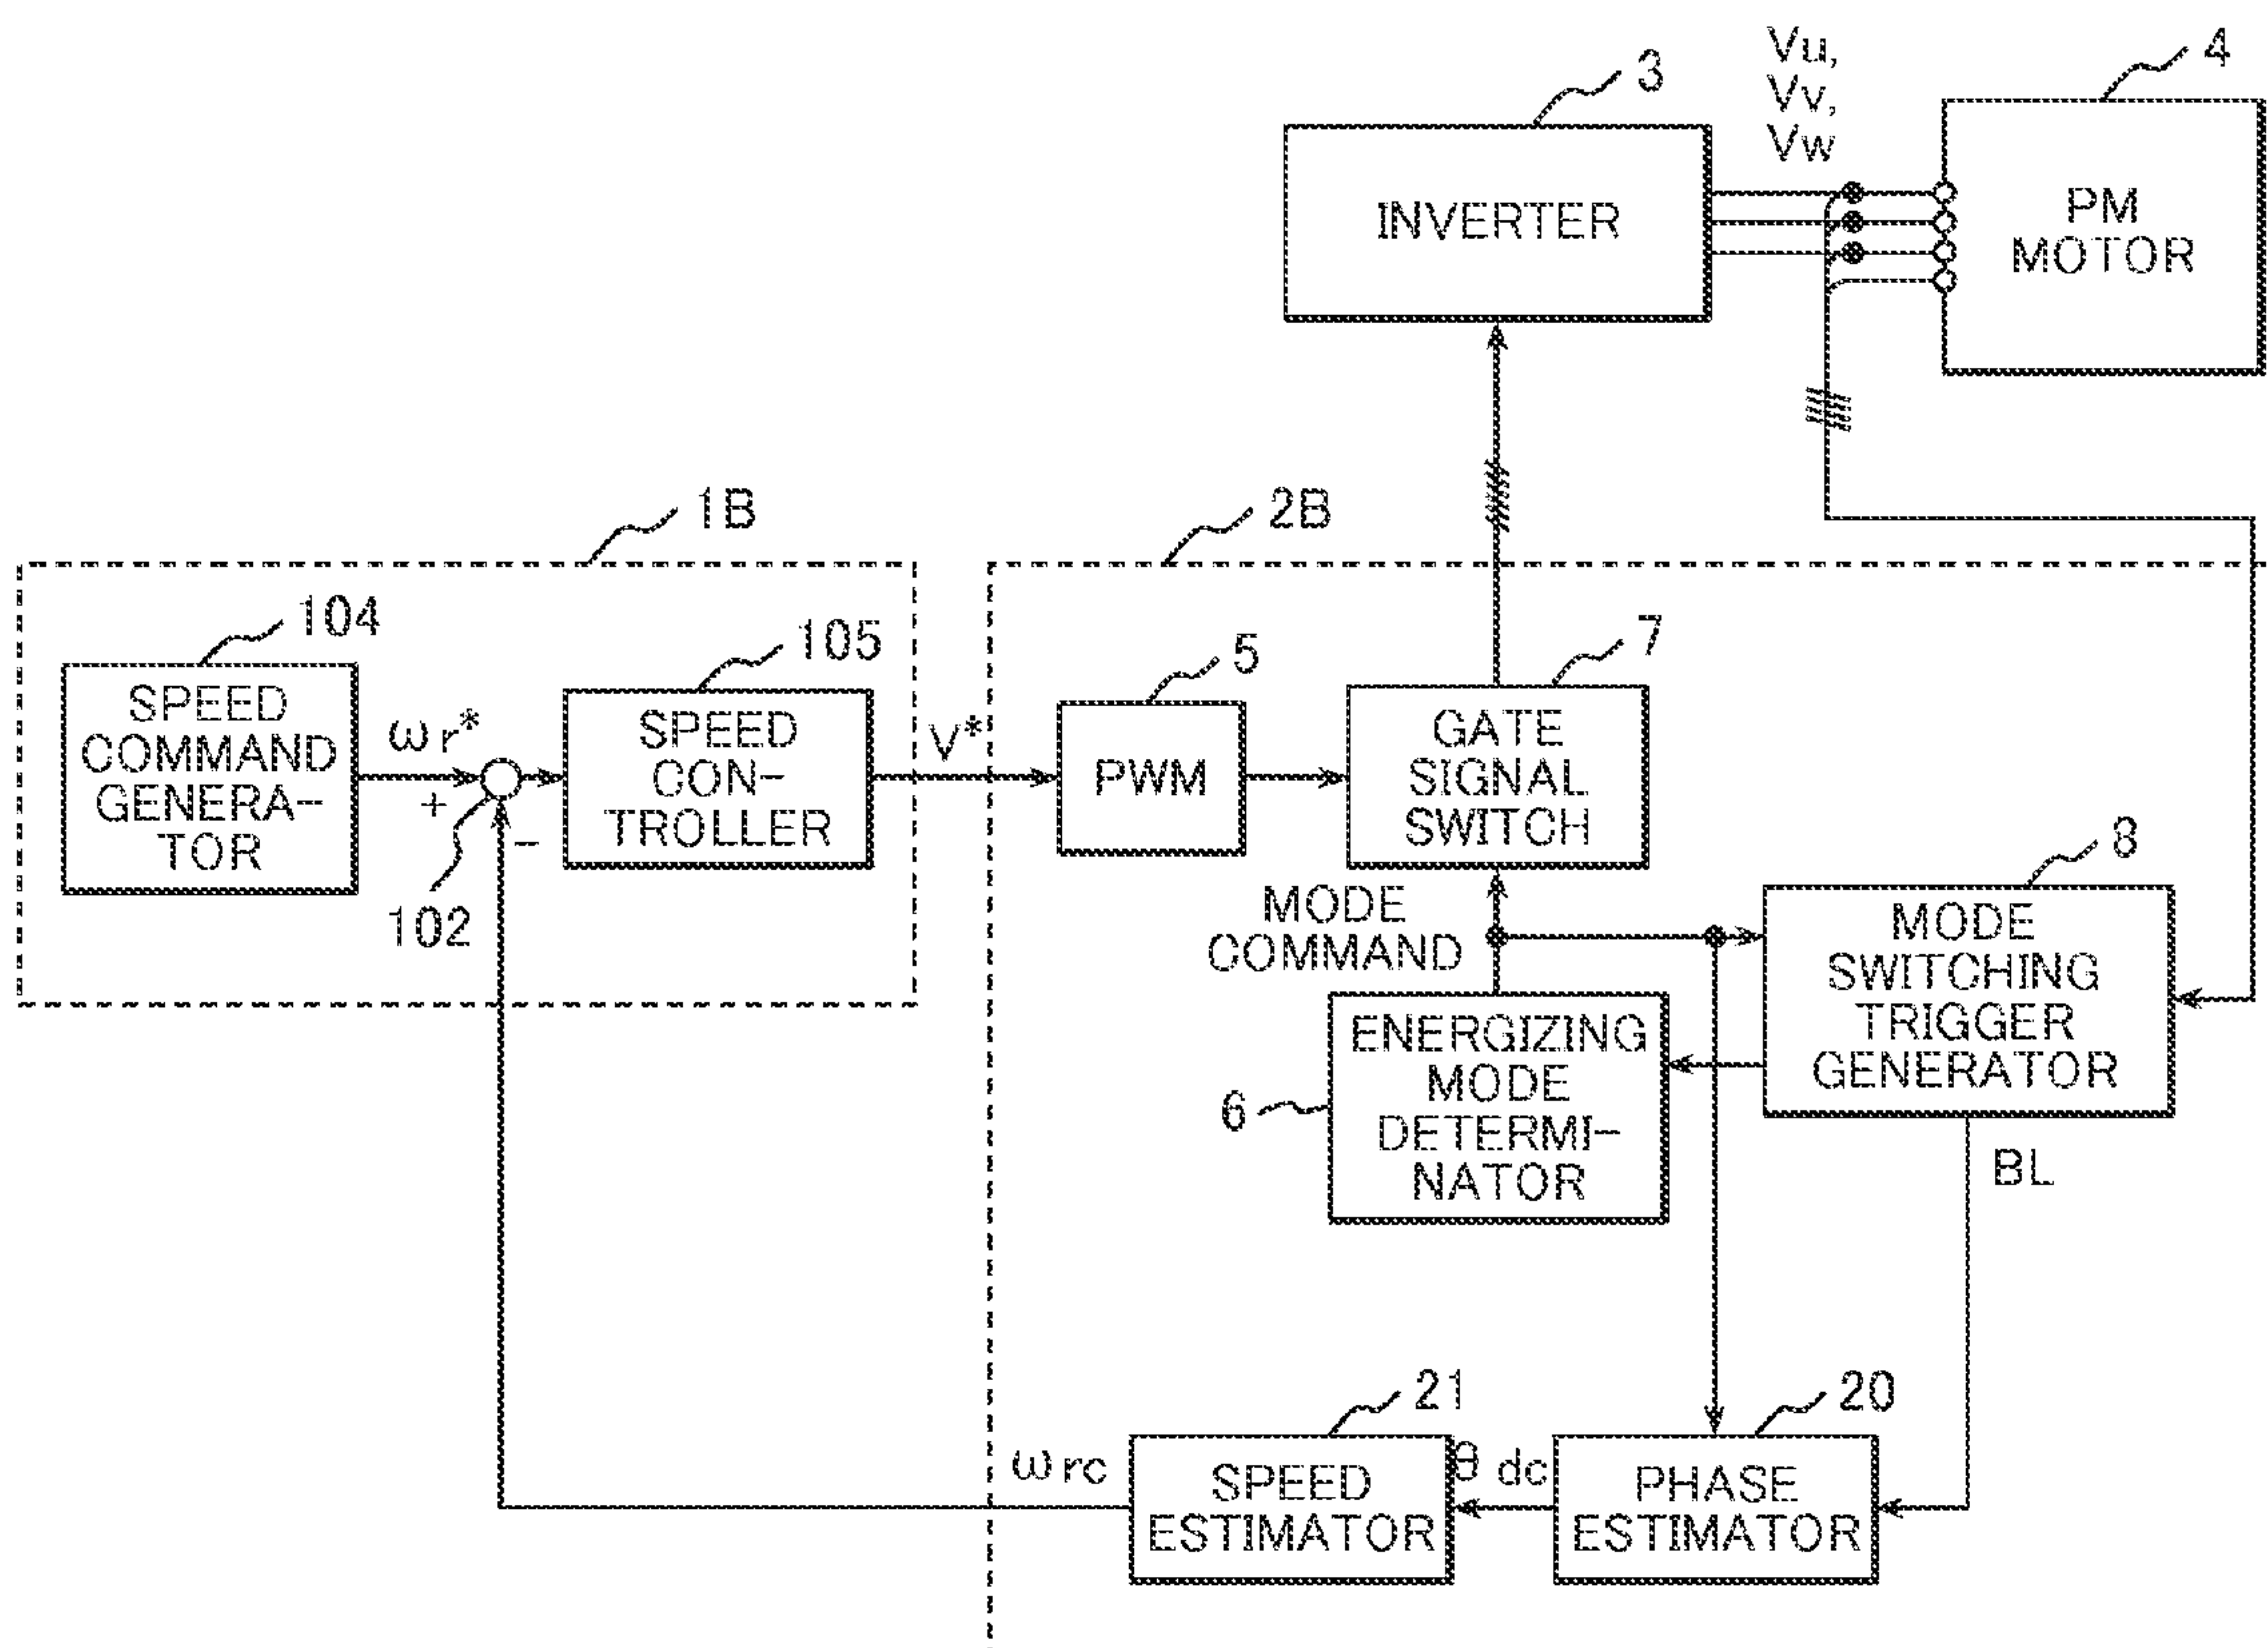 Vu,
Vv,
Vw
3
4
INVERTER
PM
MOTOR
1B
2B
104
105
5
7
SPEED
COMMAND
GENERA-
TOR
ωr*
+
-
102
SPEED
CON-
TROLLER
V*
PWM
GATE
SIGNAL
SWITCH
8
MODE
COMMAND
MODE
SWITCHING
TRIGGER
GENERATOR
6
ENERGIZING
MODE
DETERMI-
NATOR
BL
21
20
ωrc
SPEED
ESTIMATOR
θ dc
PHASE
ESTIMATOR